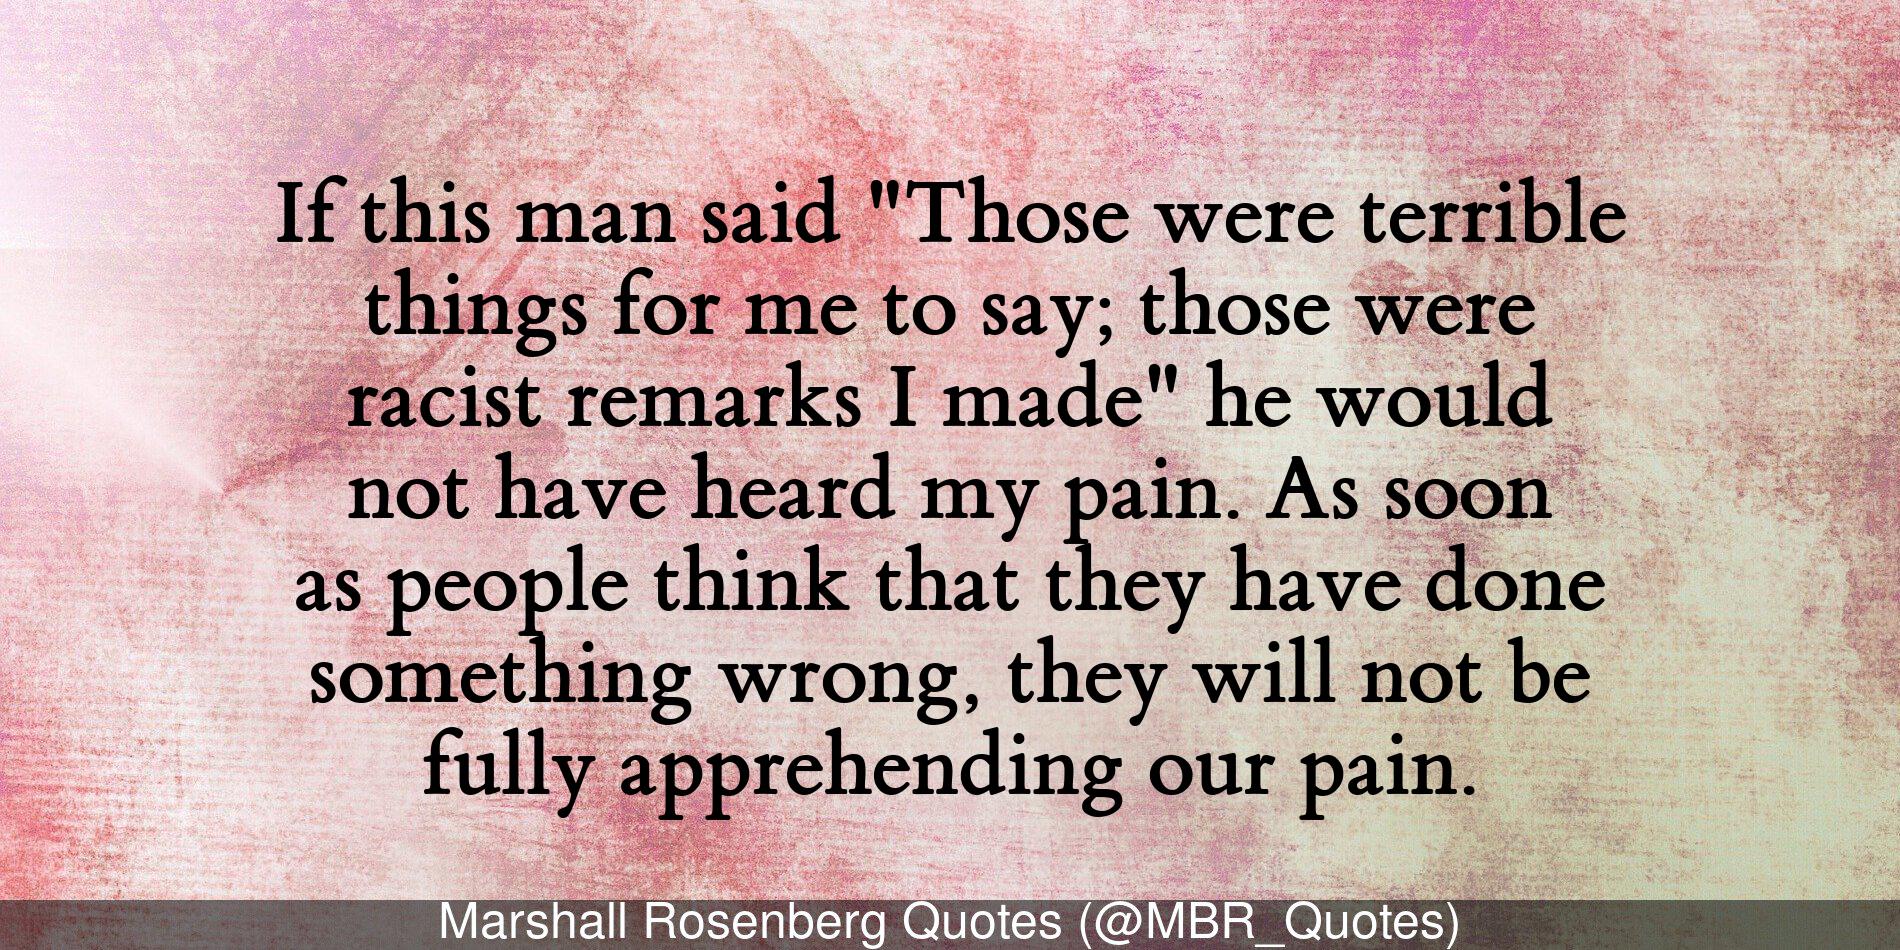 If this man said "Those were terrible
things for me to say; those were
racist remarks I made" he would
not have heard my pain. As soon
as people think that they have done
something wrong, they will not be
fully apprehending our pain.
Marshall Rosenberg Quotes (@MBR_Quotes)